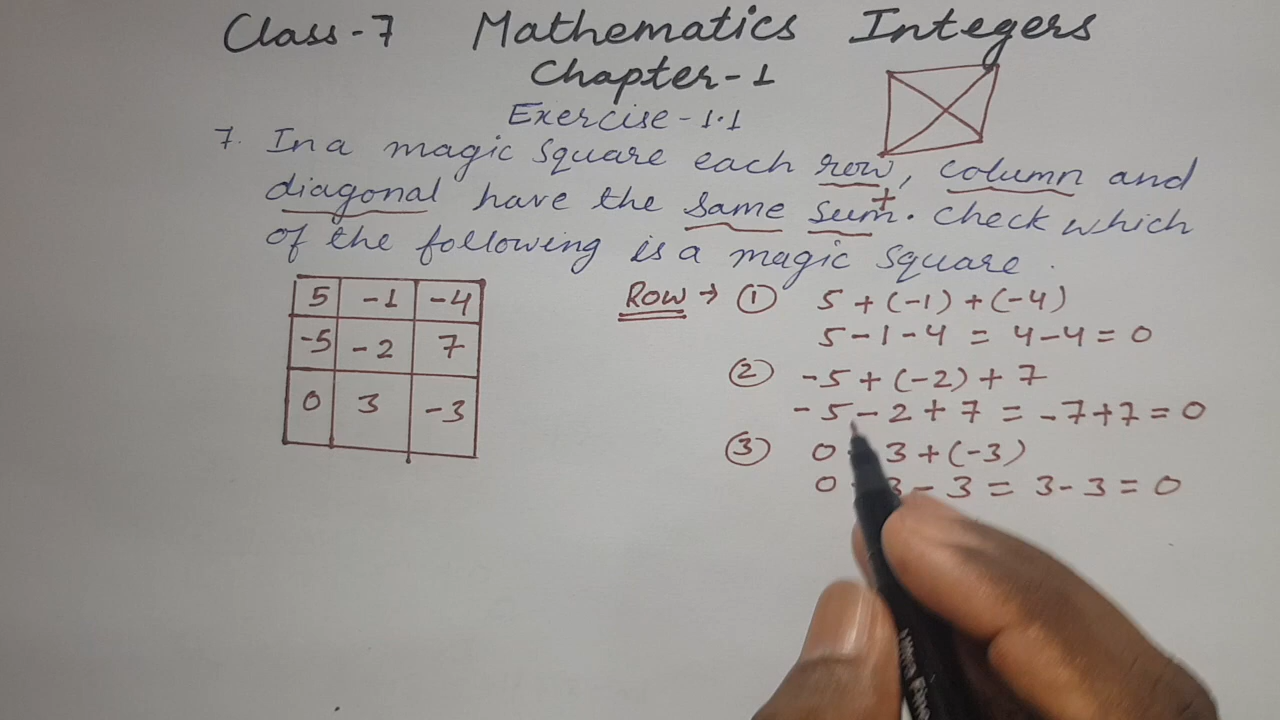 Class-7 Mathematics Integers
Chapter-1
Exercise-1.1
7. In a magic square each row, column and
diagonal have the same sum. Check which
of the following is a magic square.
5 -1 -4
-5 -2 7
0 3 -3
Row → ① 5+(-1)+(-4)
5-1-4 = 4-4=0
② -5+(-2)+7
-5-2+7 = -7+7=0
③ 0 3+(-3)
0 3-3 = 3-3=0
+